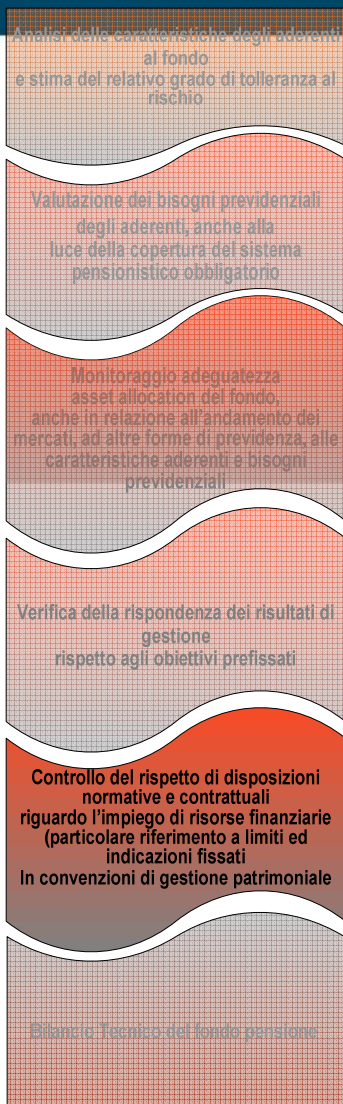 Analisi delle caratteristiche degli aderenti
al fondo
e stima del relativo grado di tolleranza al
rischio
Valutazione dei bisogni previdenziali
degli aderenti, anche alla
luce della copertura del sistema
pensionistico obbligatorio
Monitoraggio adeguatezza
asset allocation del fondo,
anche in relazione all'andamento dei
mercati, ad altre forme di previdenza, alle
caratteristiche aderenti e bisogni
previdenziali
Verifica della rispondenza dei risultati di
gestione
rispetto agli obiettivi prefissati
Controllo del rispetto di disposizioni
normative e contrattuali
riguardo l'impiego di risorse finanziarie
(particolare riferimento a limiti ed
indicazioni fissati
In convenzioni di gestione patrimoniale
Bilancio Tecnico del fondo pensione